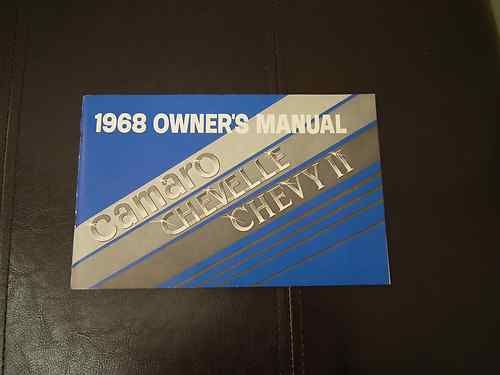 1968 OWNER'S MANUAL
camaro
CHEVELLE
CHEVY II